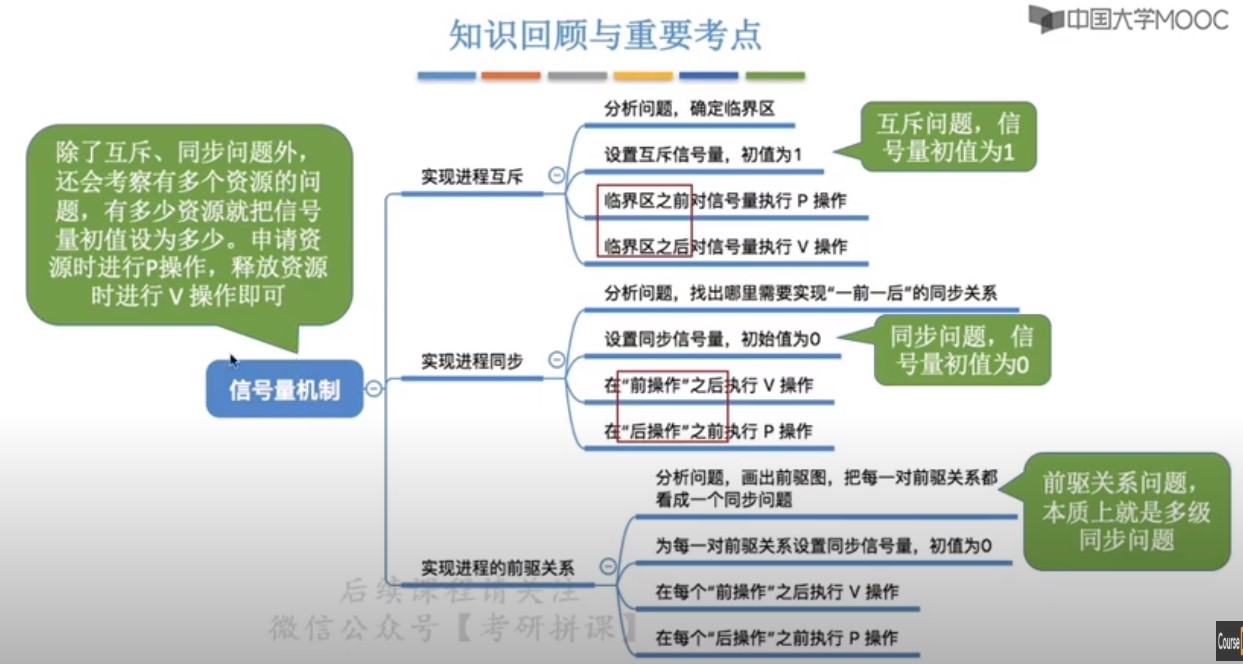 中国大学MOOC
知识回顾与重要考点
除了互斥、同步问题外，
还会考察有多个资源的问
题，有多少资源就把信号
量初值设为多少。申请资
源时进行P操作，释放资源
时进行 V 操作即可
信号量机制
实现进程互斥
分析问题，确定临界区
设置互斥信号量，初值为1
互斥问题，信
号量初值为1
临界区之前对信号量执行 P 操作
临界区之后对信号量执行 V 操作
实现进程同步
分析问题，找出哪里需要实现“一前一后”的同步关系
设置同步信号量，初始值为0
同步问题，信
号量初值为0
在“前操作”之后执行 V 操作
在“后操作”之前执行 P 操作
实现进程的前驱关系
分析问题，画出前驱图，把每一对前驱关系都
看成一个同步问题
前驱关系问题，
本质上就是多级
同步问题
为每一对前驱关系设置同步信号量，初值为0
在每个“前操作”之后执行 V 操作
在每个“后操作”之前执行 P 操作
后续课程请关注
微信公众号【考研拼课】
Course